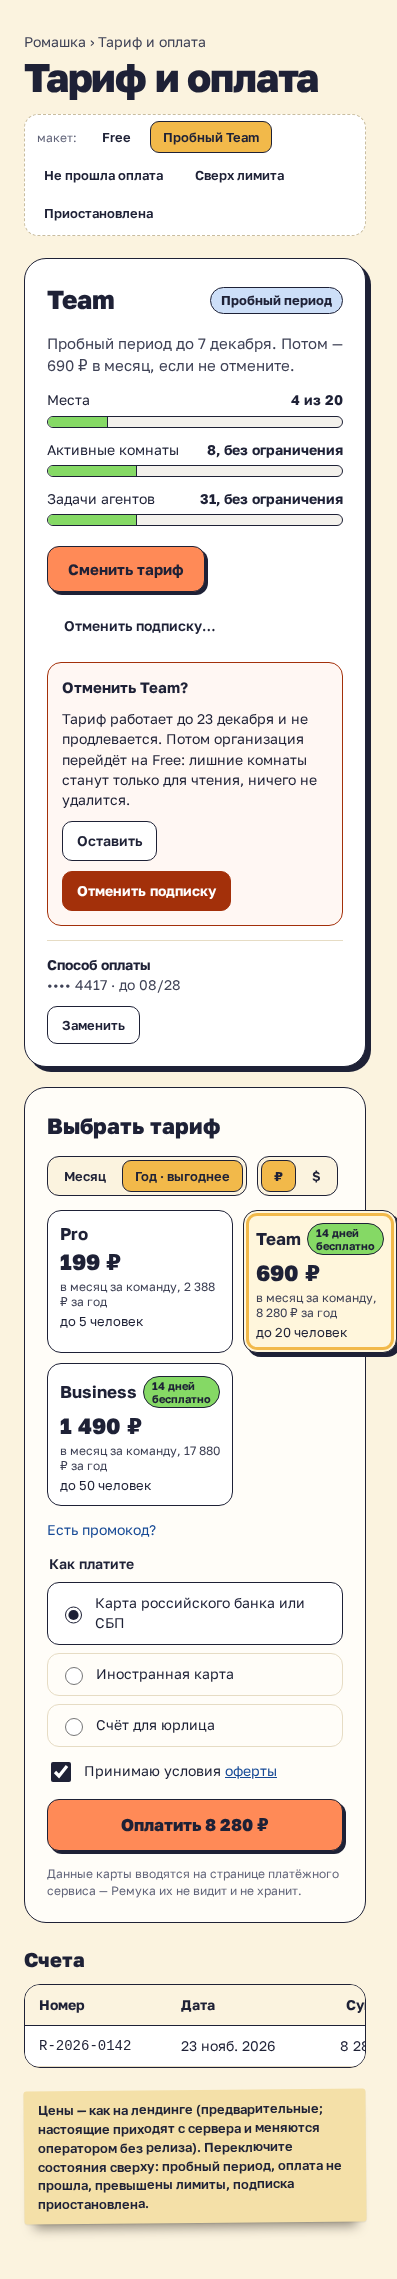 Ромашка › Тариф и оплата
Тариф и оплата
макет: Free Пробный Team
Не прошла оплата Сверх лимита
Приостановлена
Team Пробный период
Пробный период до 7 декабря. Потом —
690 ₽ в месяц, если не отмените.
Места 4 из 20
Активные комнаты 8, без ограничения
Задачи агентов 31, без ограничения
Сменить тариф
Отменить подписку…
Отменить Team?
Тариф работает до 23 декабря и не
продлевается. Потом организация
перейдёт на Free: лишние комнаты
станут только для чтения, ничего не
удалится.
Оставить
Отменить подписку
Способ оплаты
•••• 4417 · до 08/28
Заменить
Выбрать тариф
Месяц Год · выгоднее ₽ $
Pro
199 ₽
в месяц за команду, 2 388
₽ за год
до 5 человек
Team 14 дней
бесплатно
690 ₽
в месяц за команду,
8 280 ₽ за год
до 20 человек
Business 14 дней
бесплатно
1 490 ₽
в месяц за команду, 17 880
₽ за год
до 50 человек
Есть промокод?
Как платите
Карта российского банка или
СБП
Иностранная карта
Счёт для юрлица
Принимаю условия оферты
Оплатить 8 280 ₽
Данные карты вводятся на странице платёжного
сервиса — Ремука их не видит и не хранит.
Счета
Номер Дата
R-2026-0142 23 нояб. 2026
Цены — как на лендинге (предварительные;
настоящие приходят с сервера и меняются
оператором без релиза). Переключите
состояния сверху: пробный период, оплата не
прошла, превышены лимиты, подписка
приостановлена.